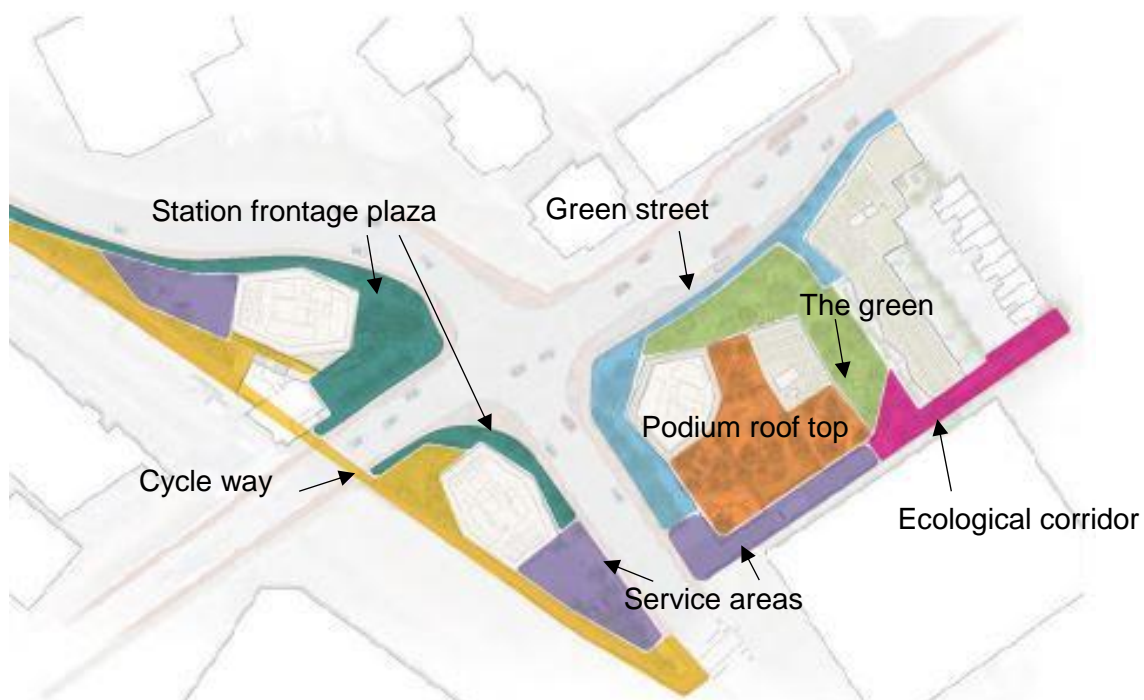 Station frontage plaza
Green street
The green
Podium roof top
Cycle way
Ecological corridor
Service areas